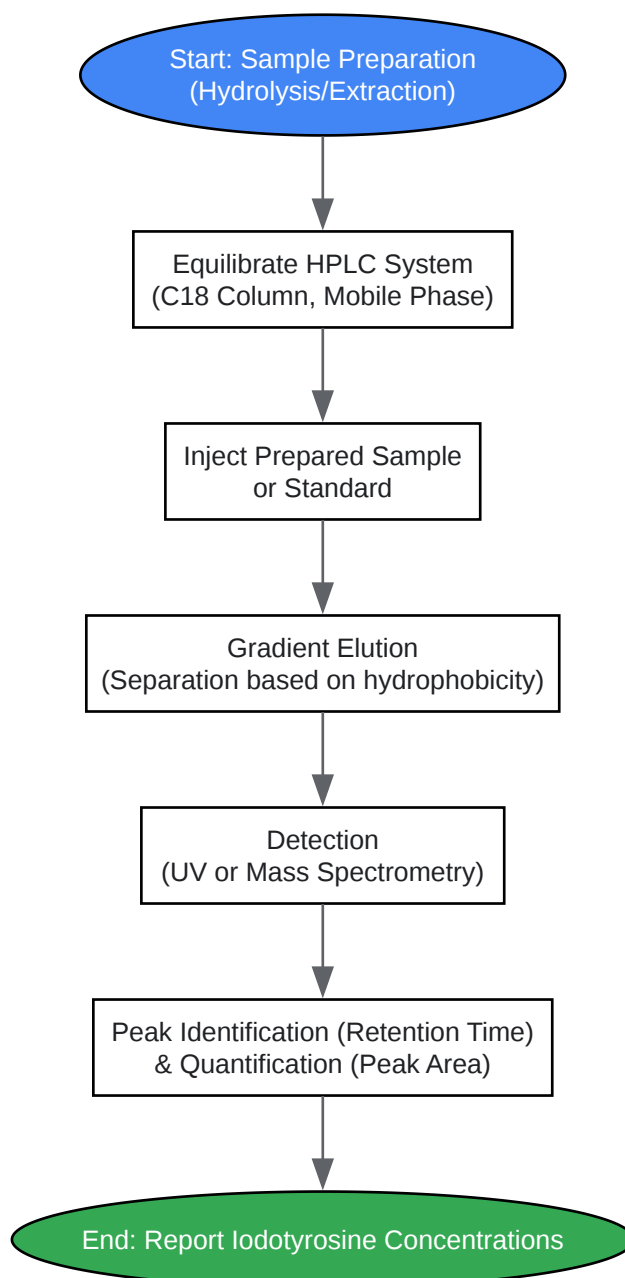 Start: Sample Preparation
(Hydrolysis/Extraction)
Equilibrate HPLC System
(C18 Column, Mobile Phase)
Inject Prepared Sample
or Standard
Gradient Elution
(Separation based on hydrophobicity)
Detection
(UV or Mass Spectrometry)
Peak Identification (Retention Time)
& Quantification (Peak Area)
End: Report Iodotyrosine Concentrations